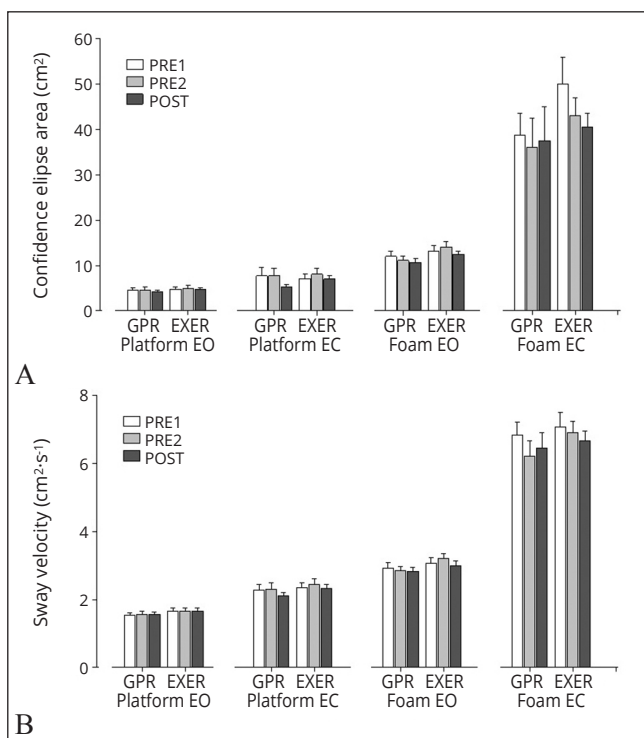 60
50
40
30
20
10
0
Confidence elipse area (cm²)
PRE1
PRE2
POST
GPR EXER GPR EXER GPR EXER GPR EXER
Platform EO Platform EC Foam EO Foam EC
A
8
6
4
2
0
Sway velocity (cm²·s⁻¹)
PRE1
PRE2
POST
GPR EXER GPR EXER GPR EXER GPR EXER
Platform EO Platform EC Foam EO Foam EC
B